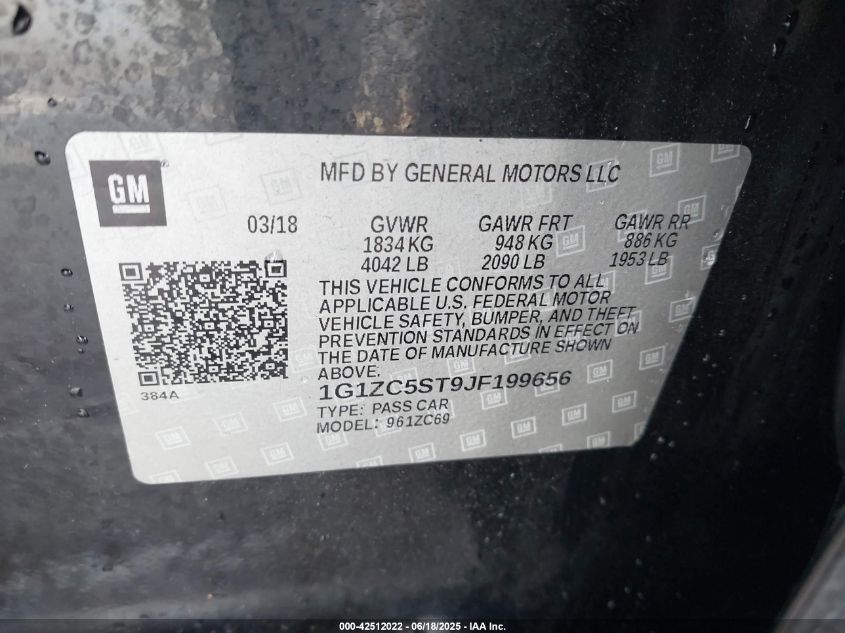 GM
MFD BY GENERAL MOTORS LLC
03/18 GVWR GAWR FRT GAWR RR
1834 KG 948 KG 886 KG
4042 LB 2090 LB 1953 LB
THIS VEHICLE CONFORMS TO ALL
APPLICABLE U.S. FEDERAL MOTOR
VEHICLE SAFETY, BUMPER, AND THEFT
PREVENTION STANDARDS IN EFFECT ON
THE DATE OF MANUFACTURE SHOWN
ABOVE.
384A
1G1ZC5ST9JF199656
TYPE: PASS CAR
MODEL: 961ZC69
000-42512022 - 06/18/2025 - IAA Inc.